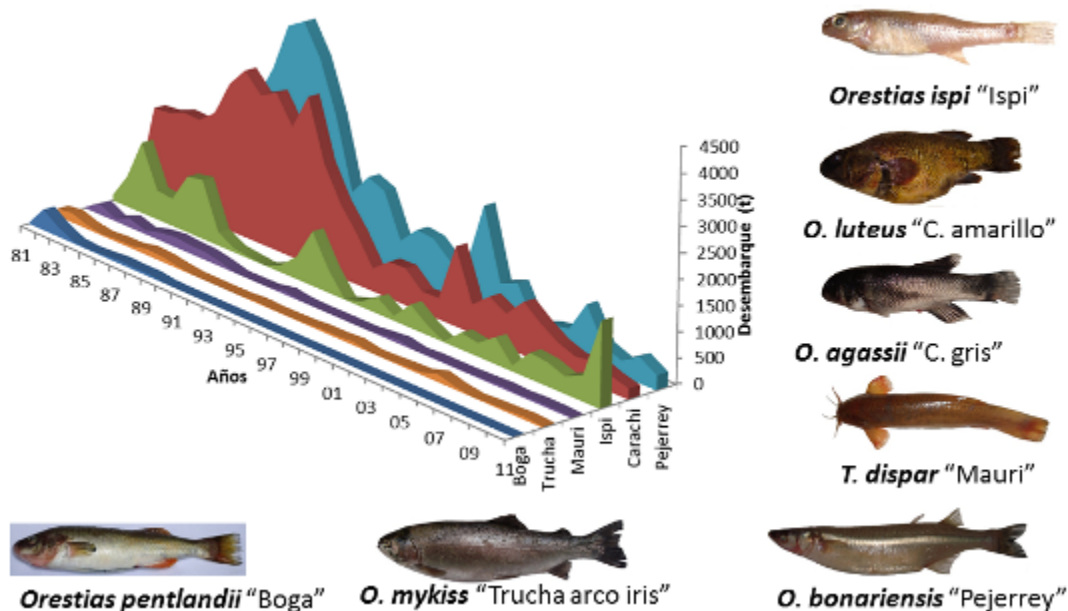 Orestias ispi “Ispi”
O. luteus “C. amarillo”
O. agassii “C. gris”
T. dispar “Mauri”
4500
4000
3500
3000
2500
2000
1500
1000
500
0
Desembarque (t)
81
83
85
87
89
91
93
95
97
99
01
03
05
07
09
11
Años
Boga
Trucha
Mauri
Ispi
Carachi
Pejerrey
Orestias pentlandii “Boga”
O. mykiss “Trucha arco iris”
O. bonariensis “Pejerrey”